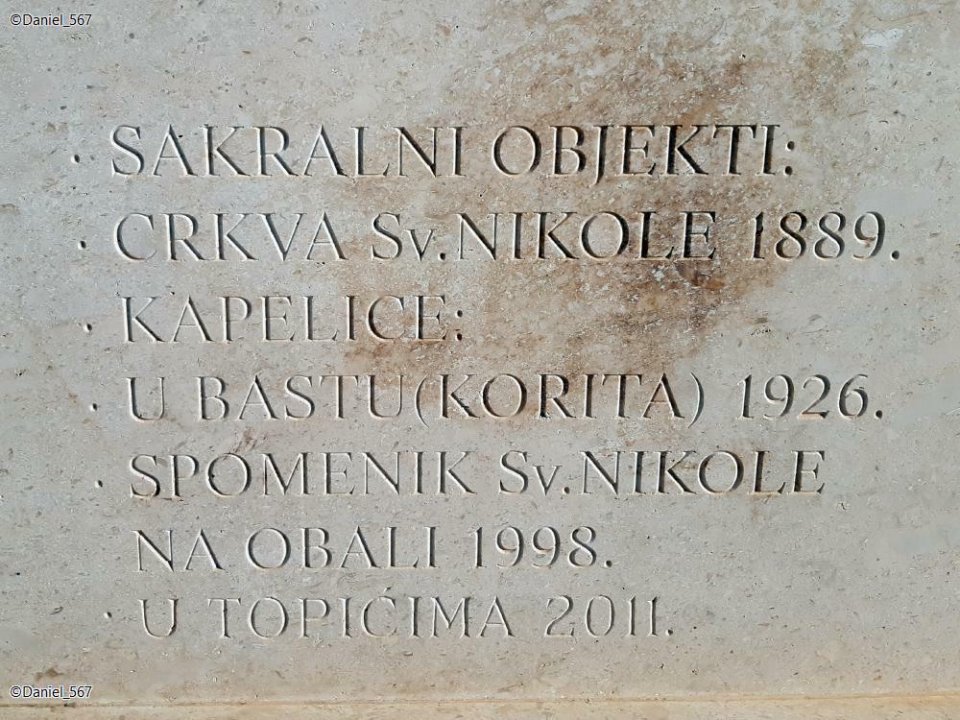 ©Daniel_567
· SAKRALNI OBJEKTI:
· CRKVA Sv. NIKOLE 1889.
· KAPELICE:
· U BASTU (KORITA) 1926.
· SPOMENIK Sv. NIKOLE
NA OBALI 1998.
· U TOPIĆIMA 2011.
©Daniel_567